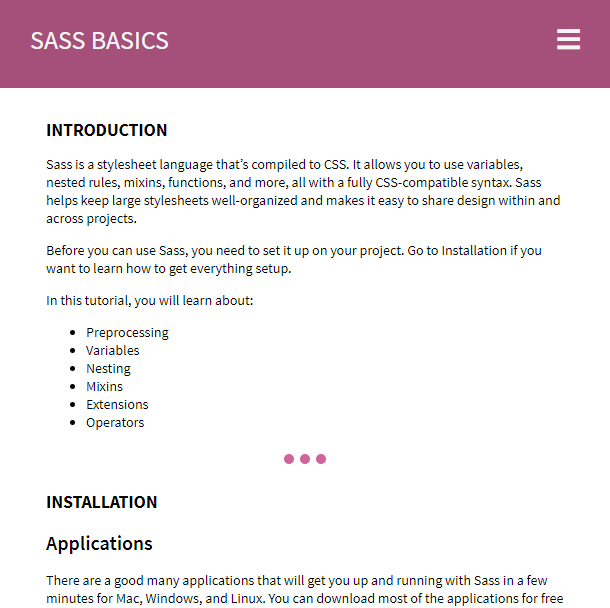 SASS BASICS
INTRODUCTION
Sass is a stylesheet language that’s compiled to CSS. It allows you to use variables,
nested rules, mixins, functions, and more, all with a fully CSS-compatible syntax. Sass
helps keep large stylesheets well-organized and makes it easy to share design within and
across projects.
Before you can use Sass, you need to set it up on your project. Go to Installation if you
want to learn how to get everything setup.
In this tutorial, you will learn about:
Preprocessing
Variables
Nesting
Mixins
Extensions
Operators
INSTALLATION
Applications
There are a good many applications that will get you up and running with Sass in a few
minutes for Mac, Windows, and Linux. You can download most of the applications for free